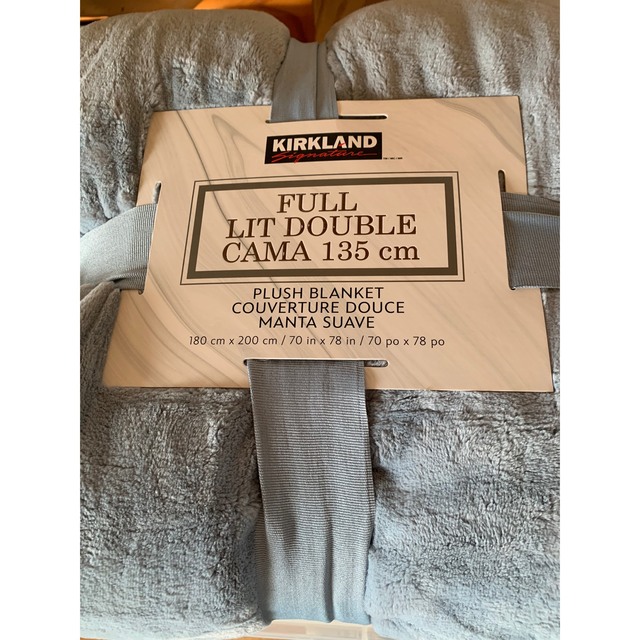 KIRKLAND
Signature
FULL
LIT DOUBLE
CAMA 135 cm
PLUSH BLANKET
COUVERTURE DOUCE
MANTA SUAVE
180 cm x 200 cm / 70 in x 78 in / 70 po x 78 po